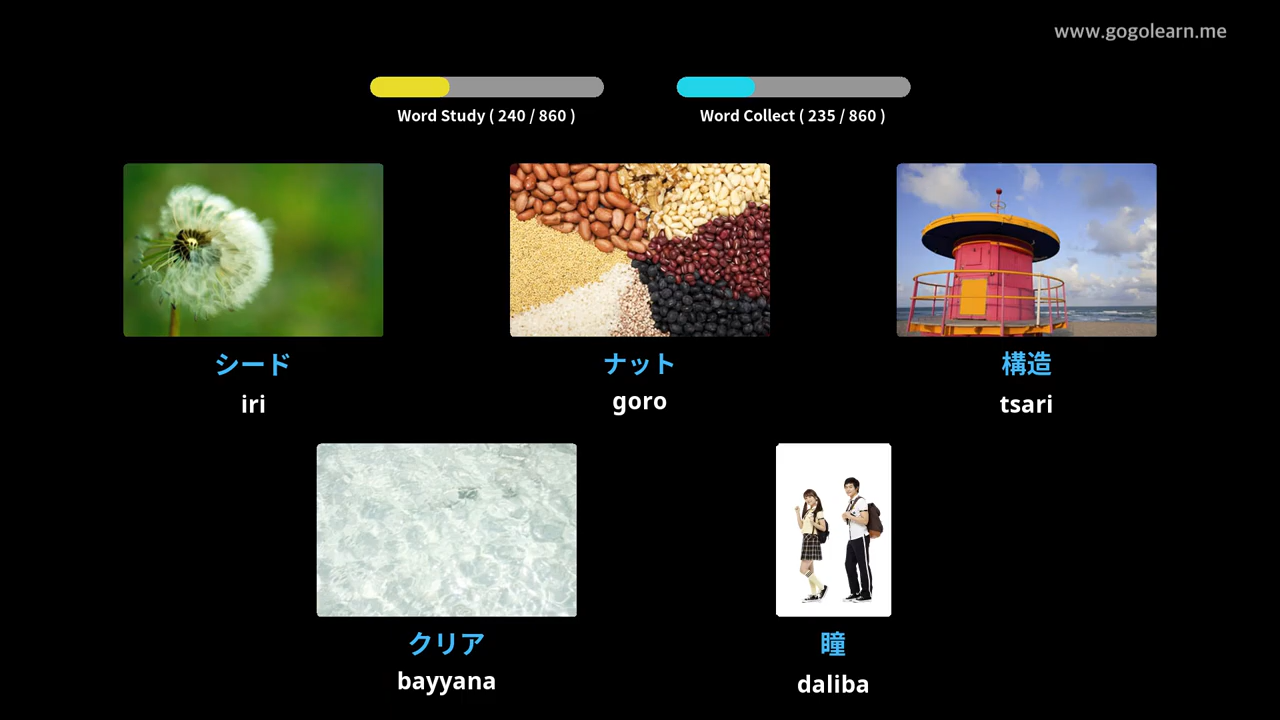 www.gogolearn.me
Word Study ( 240 / 860 )
Word Collect ( 235 / 860 )
シード
iri
ナット
goro
構造
tsari
クリア
bayyana
瞳
daliba